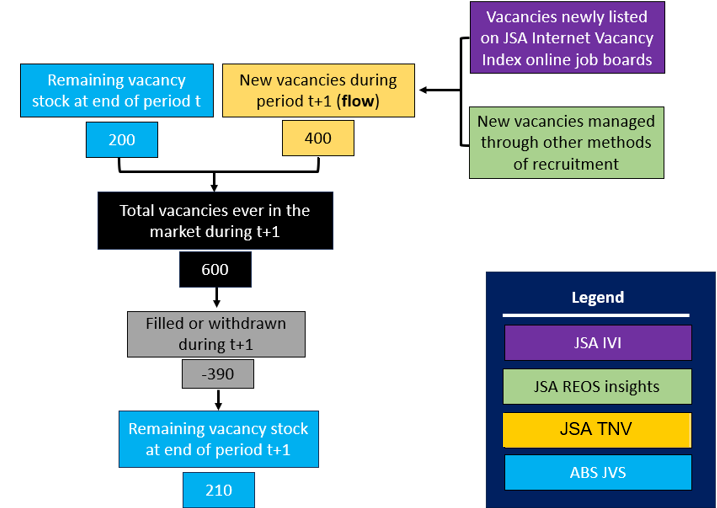 Vacancies newly listed
on JSA Internet Vacancy
Index online job boards
Remaining vacancy
stock at end of period t
New vacancies during
period t+1 (flow)
200
400
New vacancies managed
through other methods
of recruitment
Total vacancies ever in the
market during t+1
600
Filled or withdrawn
during t+1
-390
Remaining vacancy stock
at end of period t+1
210
Legend
JSA IVI
JSA REOS insights
JSA TNV
ABS JVS